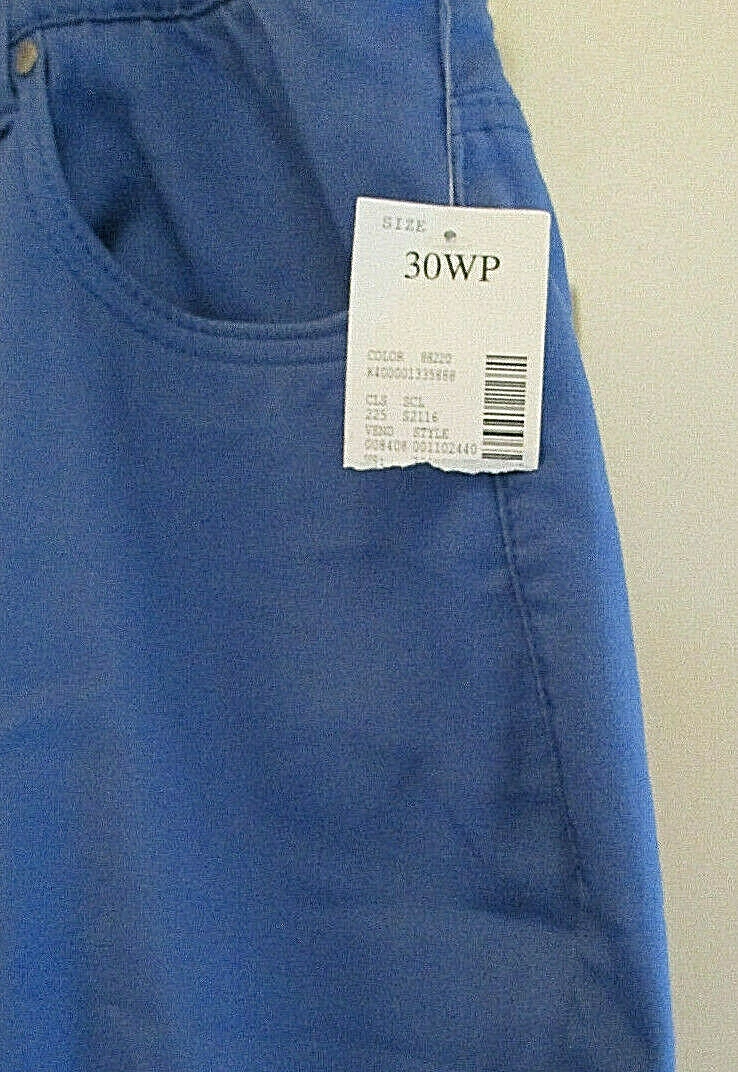 SIZE
30WP
COLOR 88220
K400001335888
CLS SCL
225 S2116
VEND STYLE
008408 001102440